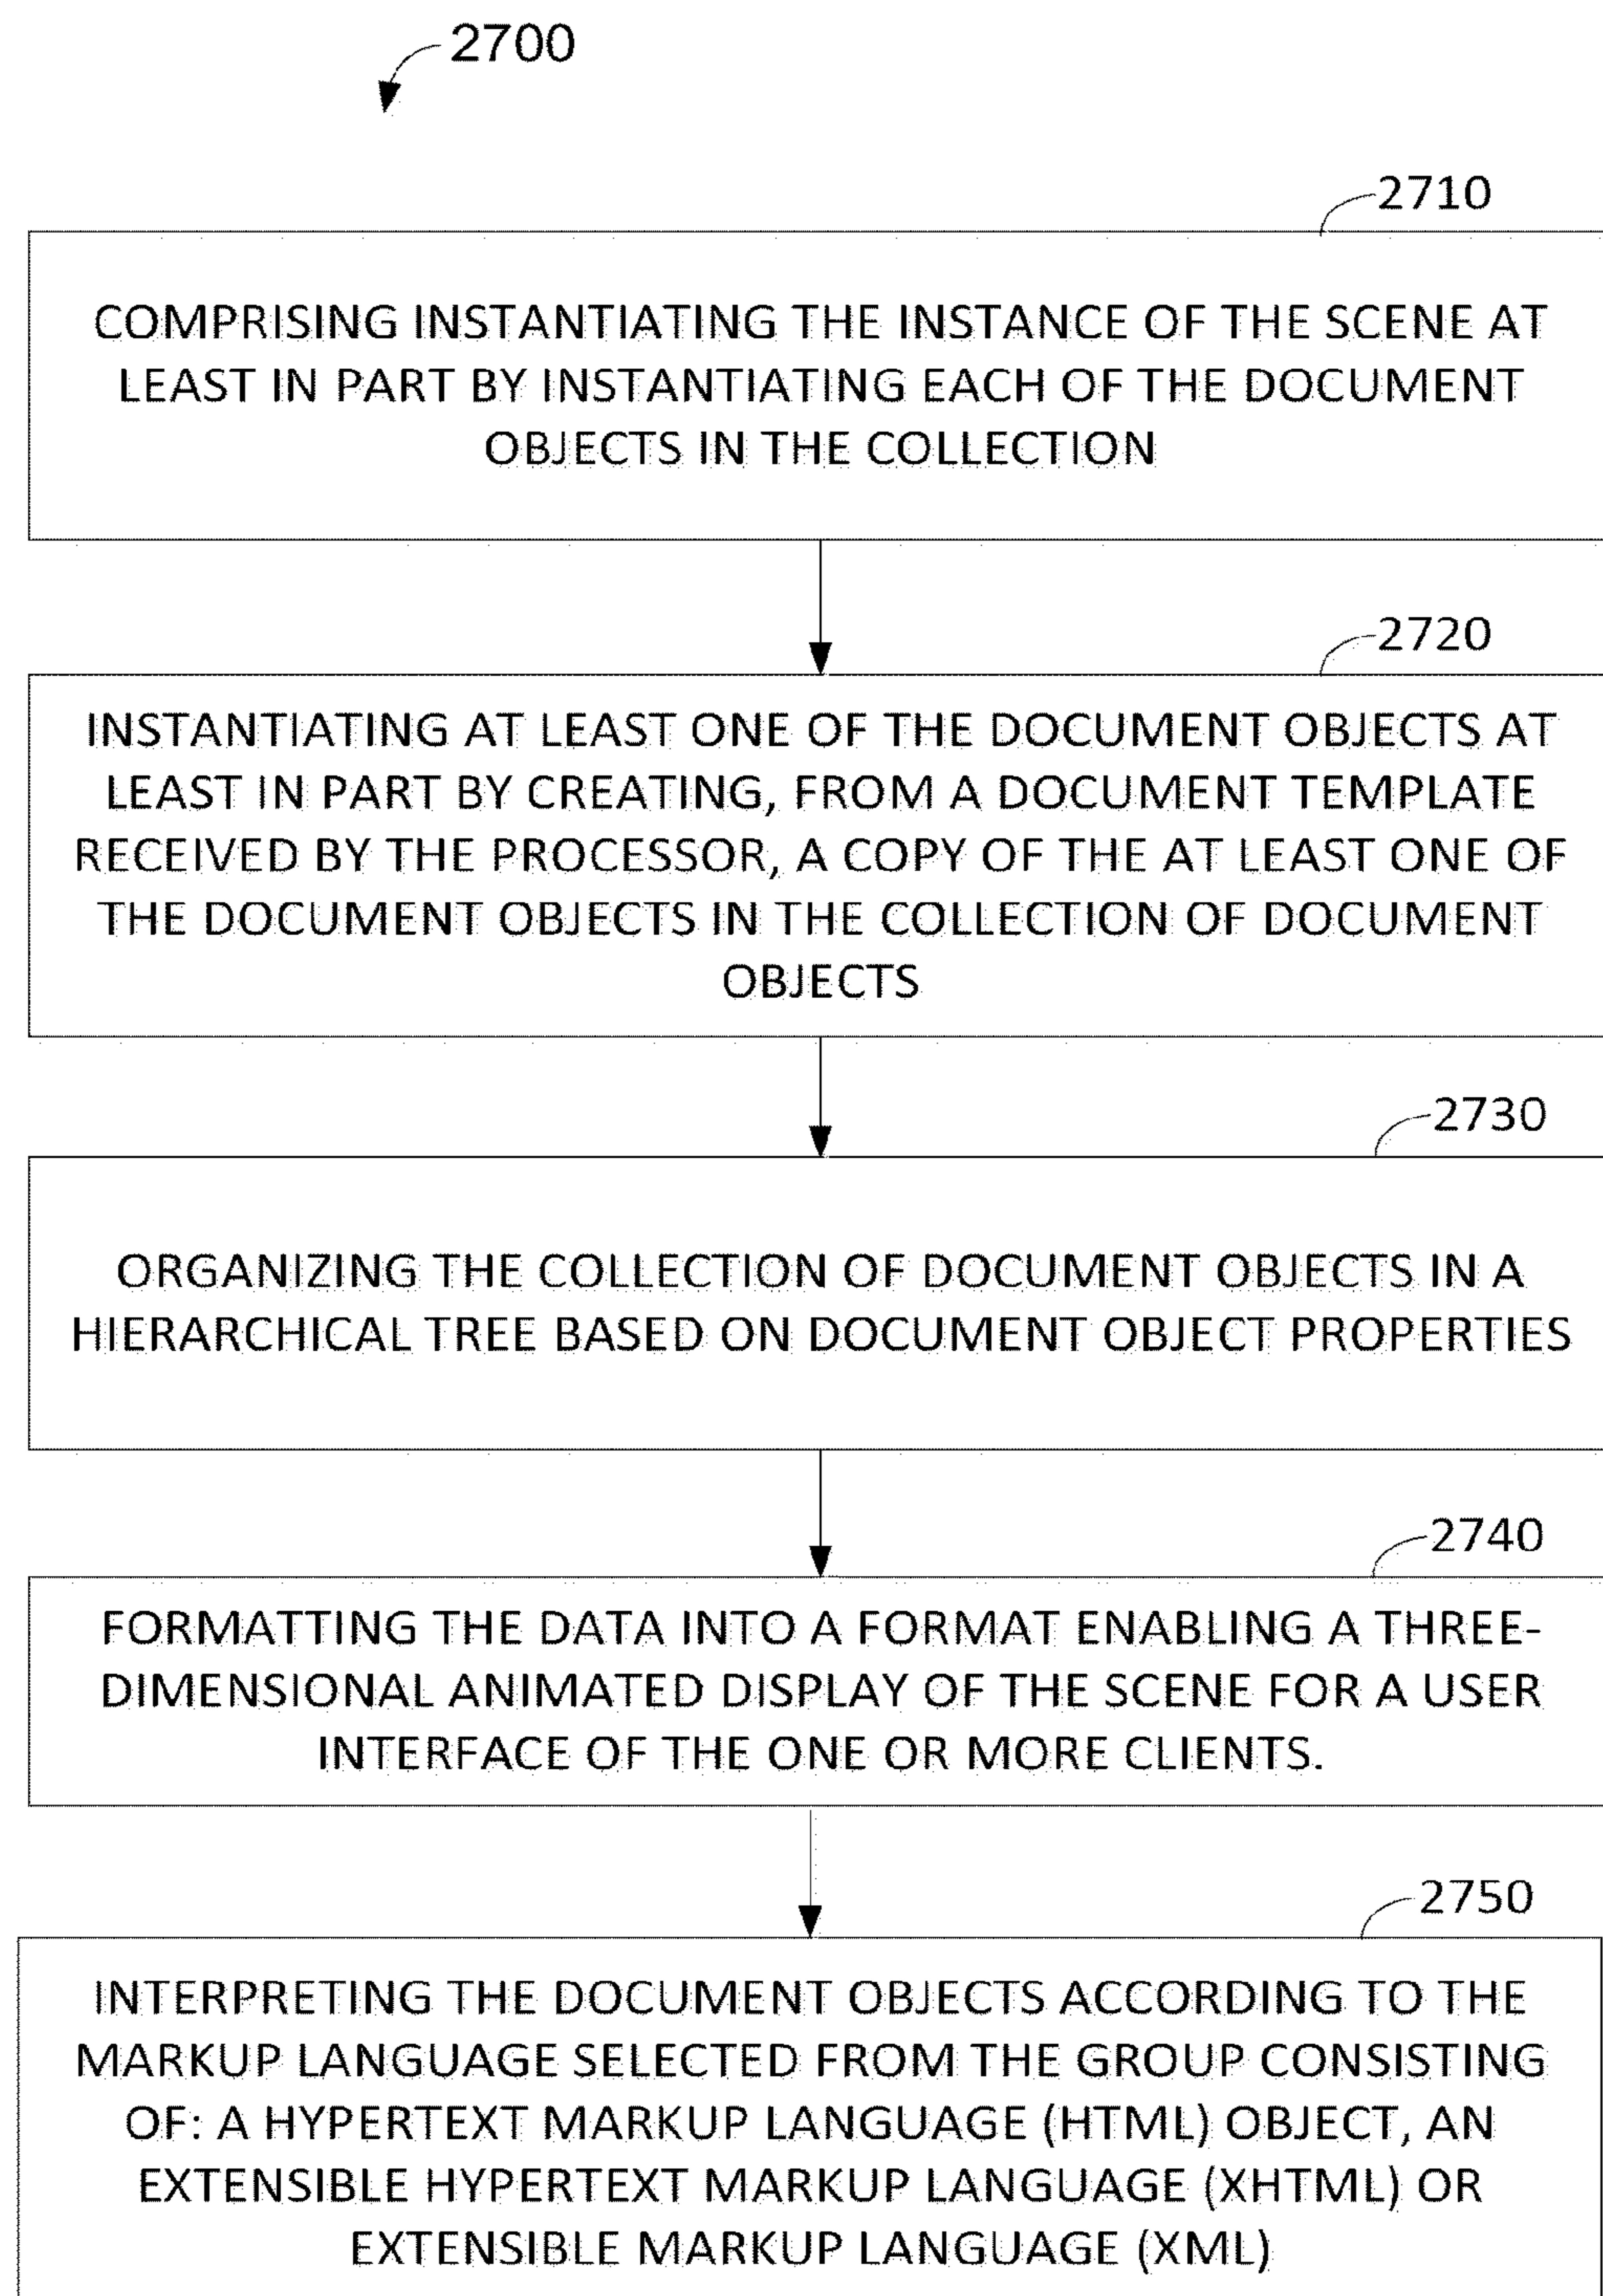 2700
2710
COMPRISING INSTANTIATING THE INSTANCE OF THE SCENE AT
LEAST IN PART BY INSTANTIATING EACH OF THE DOCUMENT
OBJECTS IN THE COLLECTION
2720
INSTANTIATING AT LEAST ONE OF THE DOCUMENT OBJECTS AT
LEAST IN PART BY CREATING, FROM A DOCUMENT TEMPLATE
RECEIVED BY THE PROCESSOR, A COPY OF THE AT LEAST ONE OF
THE DOCUMENT OBJECTS IN THE COLLECTION OF DOCUMENT
OBJECTS
2730
ORGANIZING THE COLLECTION OF DOCUMENT OBJECTS IN A
HIERARCHICAL TREE BASED ON DOCUMENT OBJECT PROPERTIES
2740
FORMATTING THE DATA INTO A FORMAT ENABLING A THREE-
DIMENSIONAL ANIMATED DISPLAY OF THE SCENE FOR A USER
INTERFACE OF THE ONE OR MORE CLIENTS.
2750
INTERPRETING THE DOCUMENT OBJECTS ACCORDING TO THE
MARKUP LANGUAGE SELECTED FROM THE GROUP CONSISTING
OF: A HYPERTEXT MARKUP LANGUAGE (HTML) OBJECT, AN
EXTENSIBLE HYPERTEXT MARKUP LANGUAGE (XHTML) OR
EXTENSIBLE MARKUP LANGUAGE (XML)